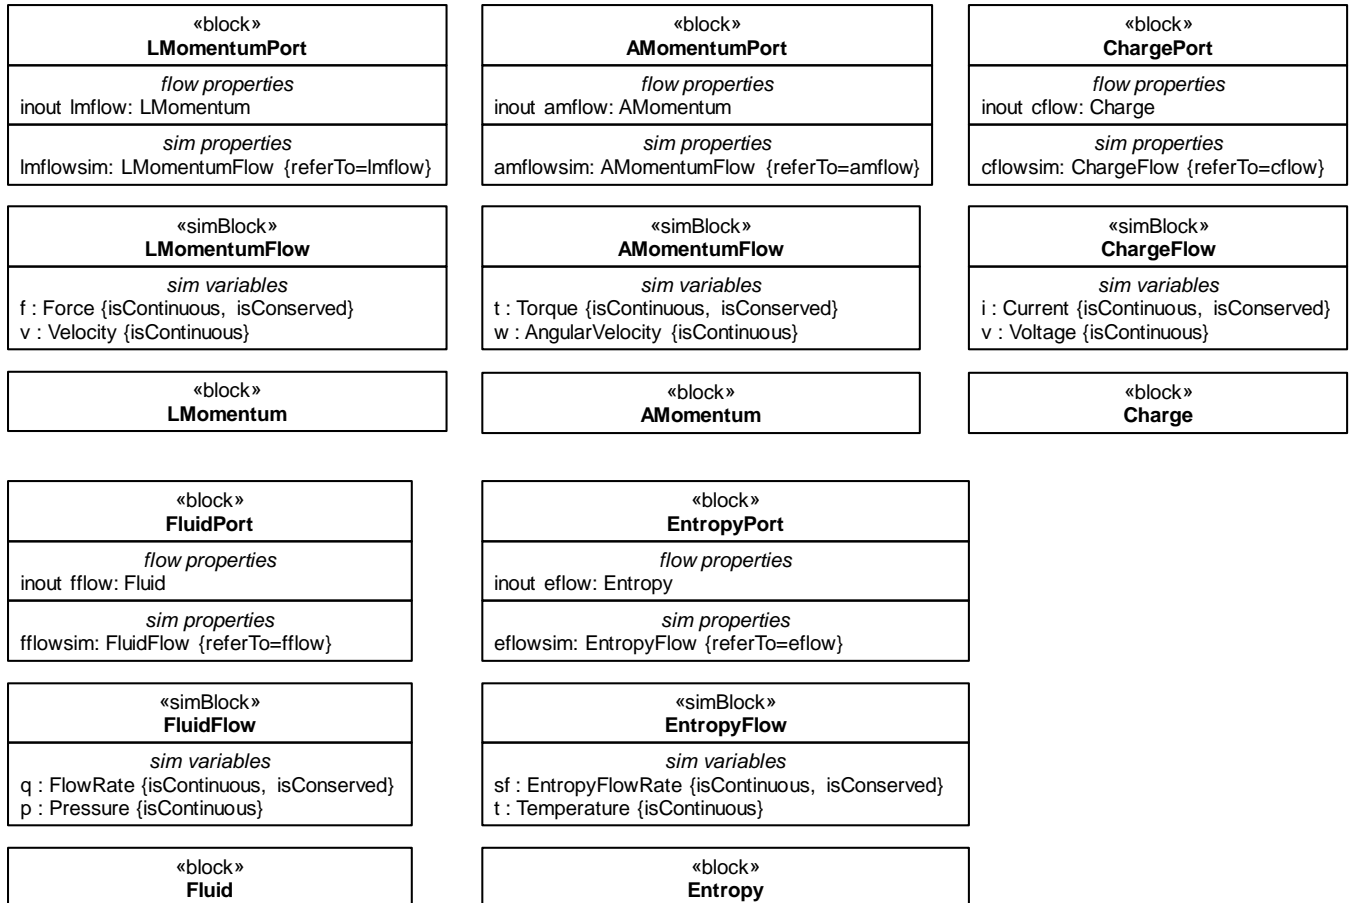 «block»
LMomentumPort
flow properties
inout lmflow: LMomentum
sim properties
lmflowsim: LMomentumFlow {referTo=lmflow}
«block»
AMomentumPort
flow properties
inout amflow: AMomentum
sim properties
amflowsim: AMomentumFlow {referTo=amflow}
«block»
ChargePort
flow properties
inout cflow: Charge
sim properties
cflowsim: ChargeFlow {referTo=cflow}
«simBlock»
LMomentumFlow
sim variables
f : Force {isContinuous, isConserved}
v : Velocity {isContinuous}
«simBlock»
AMomentumFlow
sim variables
t : Torque {isContinuous, isConserved}
w : AngularVelocity {isContinuous}
«simBlock»
ChargeFlow
sim variables
i : Current {isContinuous, isConserved}
v : Voltage {isContinuous}
«block»
LMomentum
«block»
AMomentum
«block»
Charge
«block»
FluidPort
flow properties
inout fflow: Fluid
sim properties
fflowsim: FluidFlow {referTo=fflow}
«block»
EntropyPort
flow properties
inout eflow: Entropy
sim properties
eflowsim: EntropyFlow {referTo=eflow}
«simBlock»
FluidFlow
sim variables
q : FlowRate {isContinuous, isConserved}
p : Pressure {isContinuous}
«simBlock»
EntropyFlow
sim variables
sf : EntropyFlowRate {isContinuous, isConserved}
t : Temperature {isContinuous}
«block»
Fluid
«block»
Entropy